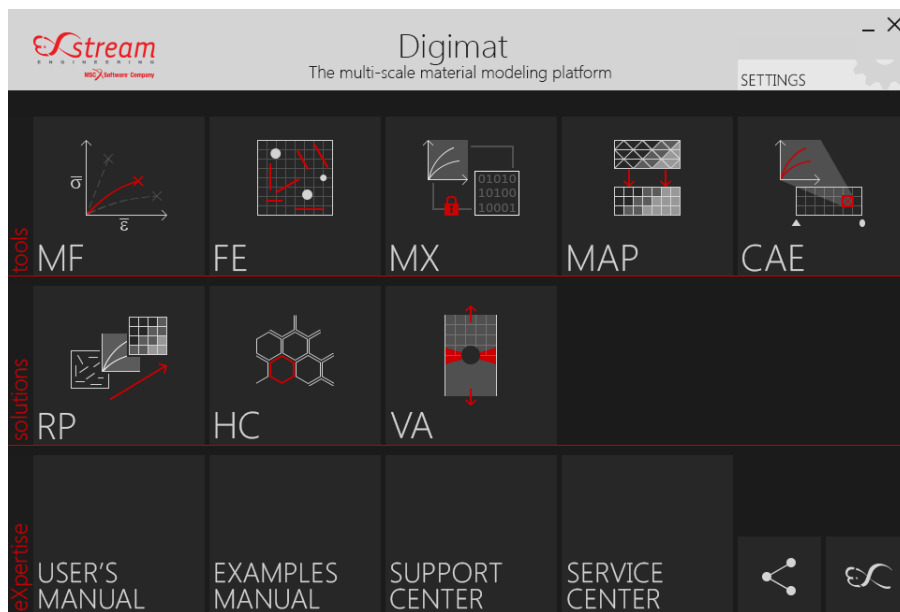 eXstream
ENGINEERING
MSC Software Company
Digimat
The multi-scale material modeling platform
SETTINGS
tools
σ
ε
MF
FE
01010
10100
10001
MX
MAP
CAE
solutions
RP
HC
VA
eXpertise
USER'S
MANUAL
EXAMPLES
MANUAL
SUPPORT
CENTER
SERVICE
CENTER
eX